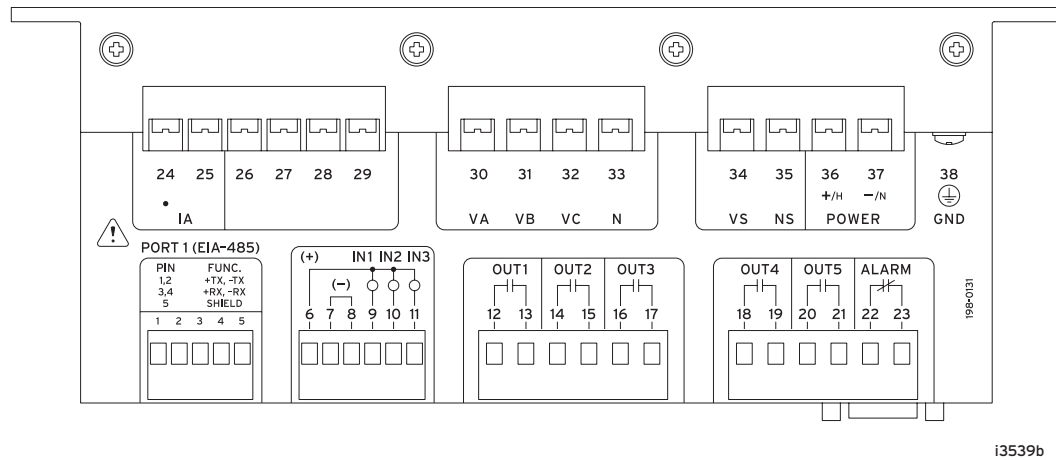 24 25 26 27 28 29
IA
30 31 32 33
VA VB VC N
34 35 36 37
+/H -/N
VS NS POWER
38
GND
PORT 1 (EIA-485)
PIN FUNC.
1,2 +TX, -TX
3,4 +RX, -RX
5 SHIELD
1 2 3 4 5
(+) IN1 IN2 IN3
(-)
6 7 8 9 10 11
OUT1 OUT2 OUT3
12 13 14 15 16 17
OUT4 OUT5 ALARM
18 19 20 21 22 23
198-0131
i3539b